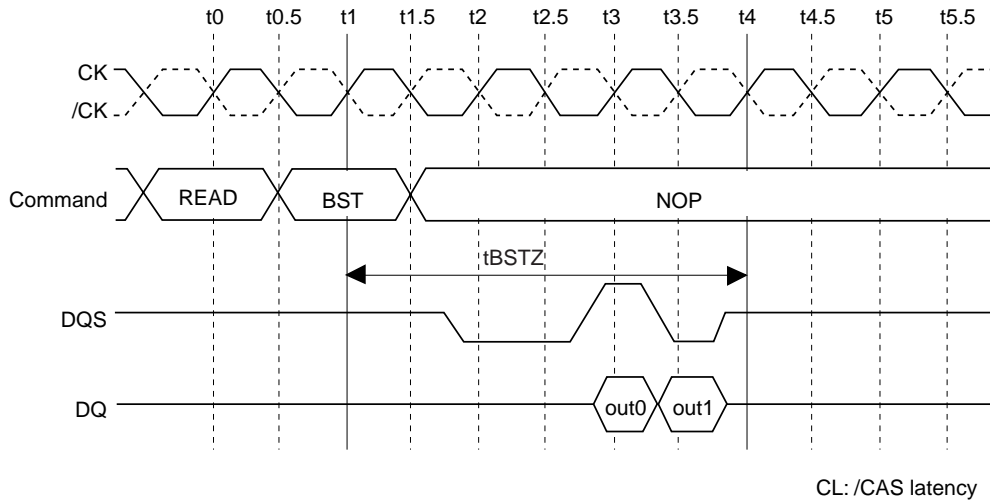 t0 t0.5 t1 t1.5 t2 t2.5 t3 t3.5 t4 t4.5 t5 t5.5
CK
/CK
Command READ BST NOP
tBSTZ
DQS
DQ out0 out1
CL: /CAS latency